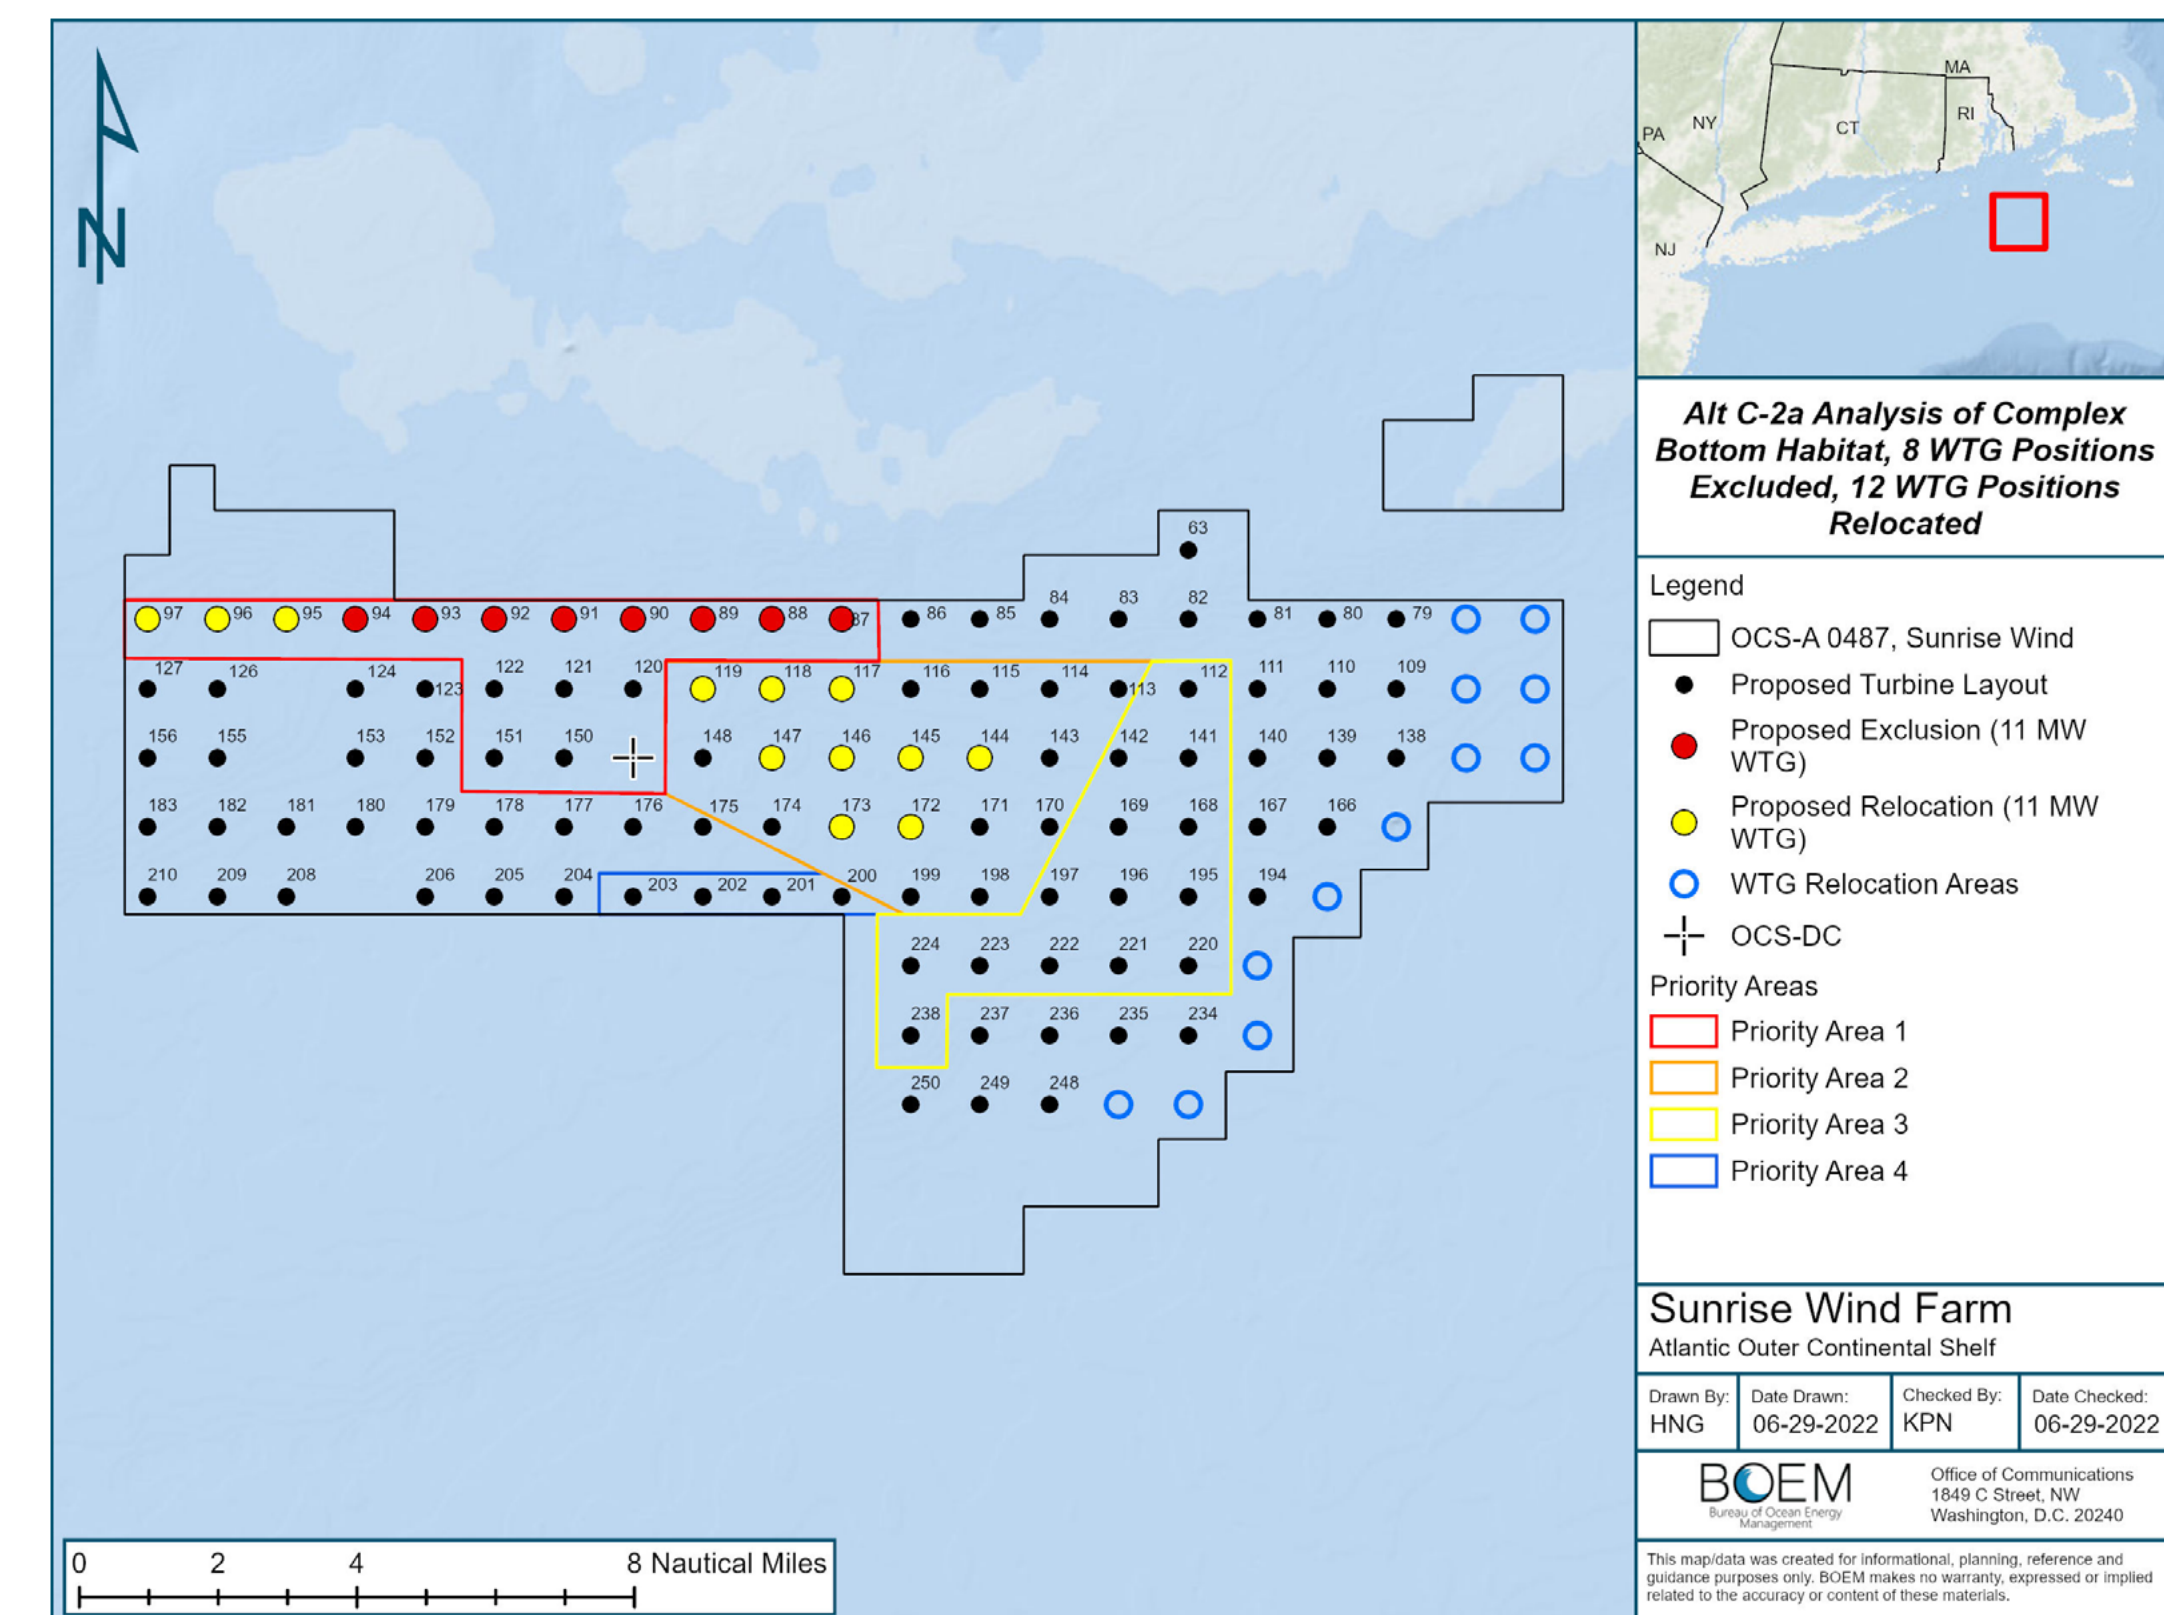 N
63
84
83
82
97
96
95
94
93
92
91
90
89
88
87
86
85
81
80
79
127
126
124
123
122
121
120
119
118
117
116
115
114
113
112
111
110
109
156
155
153
152
151
150
148
147
146
145
144
143
142
141
140
139
138
183
182
181
180
179
178
177
176
175
174
173
172
171
170
169
168
167
166
210
209
208
206
205
204
203
202
201
200
199
198
197
196
195
194
224
223
222
221
220
238
237
236
235
234
250
249
248
0 2 4 8 Nautical Miles
MA
RI
CT
NY
PA
NJ
Alt C-2a Analysis of Complex
Bottom Habitat, 8 WTG Positions
Excluded, 12 WTG Positions
Relocated
Legend
OCS-A 0487, Sunrise Wind
Proposed Turbine Layout
Proposed Exclusion (11 MW
WTG)
Proposed Relocation (11 MW
WTG)
WTG Relocation Areas
OCS-DC
Priority Areas
Priority Area 1
Priority Area 2
Priority Area 3
Priority Area 4
Sunrise Wind Farm
Atlantic Outer Continental Shelf
Drawn By: Date Drawn: Checked By: Date Checked:
HNG 06-29-2022 KPN 06-29-2022
BOEM
Bureau of Ocean Energy
Management
Office of Communications
1849 C Street, NW
Washington, D.C. 20240
This map/data was created for informational, planning, reference and
guidance purposes only. BOEM makes no warranty, expressed or implied
related to the accuracy or content of these materials.